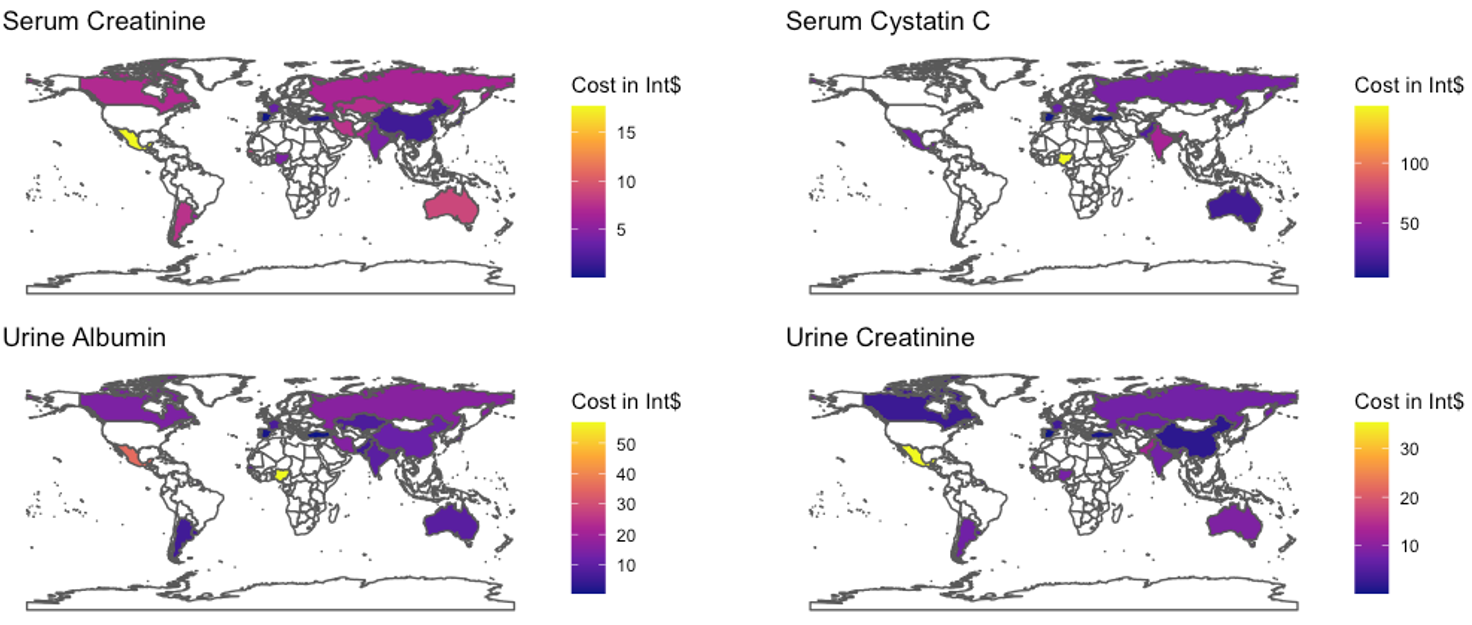 Serum Creatinine
Cost in Int$
15
10
5
Serum Cystatin C
Cost in Int$
100
50
Urine Albumin
Cost in Int$
50
40
30
20
10
Urine Creatinine
Cost in Int$
30
20
10